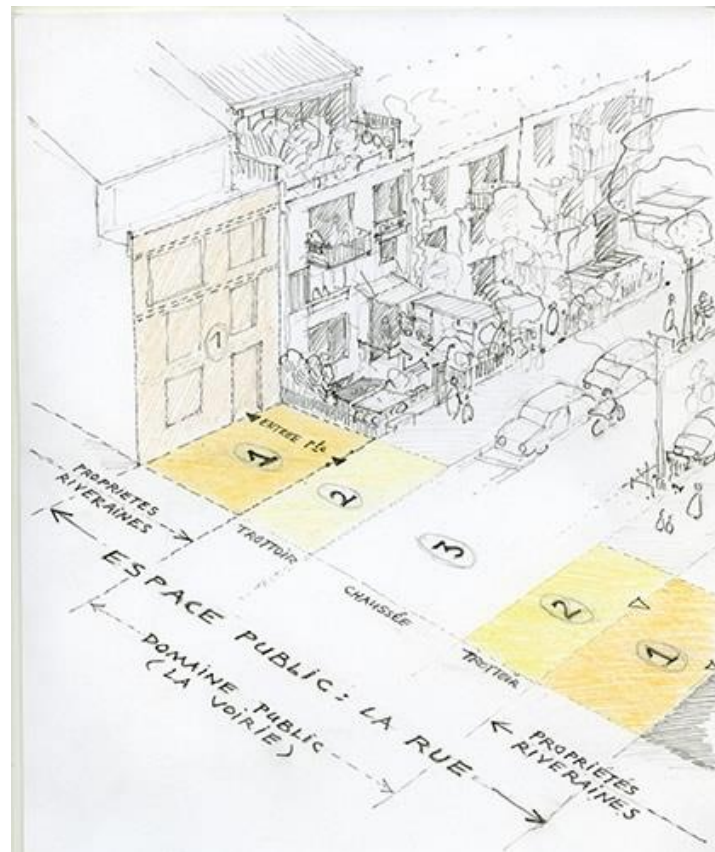 1
ENTREE
1
2
3
2
1
PROPRIETES
RIVERAINES
TROTTOIR
CHAUSSÉE
TROTTOIR
ESPACE PUBLIC: LA RUE
DOMAINE PUBLIC
(LA VOIRIE)
PROPRIÉTÉS
RIVERAINES